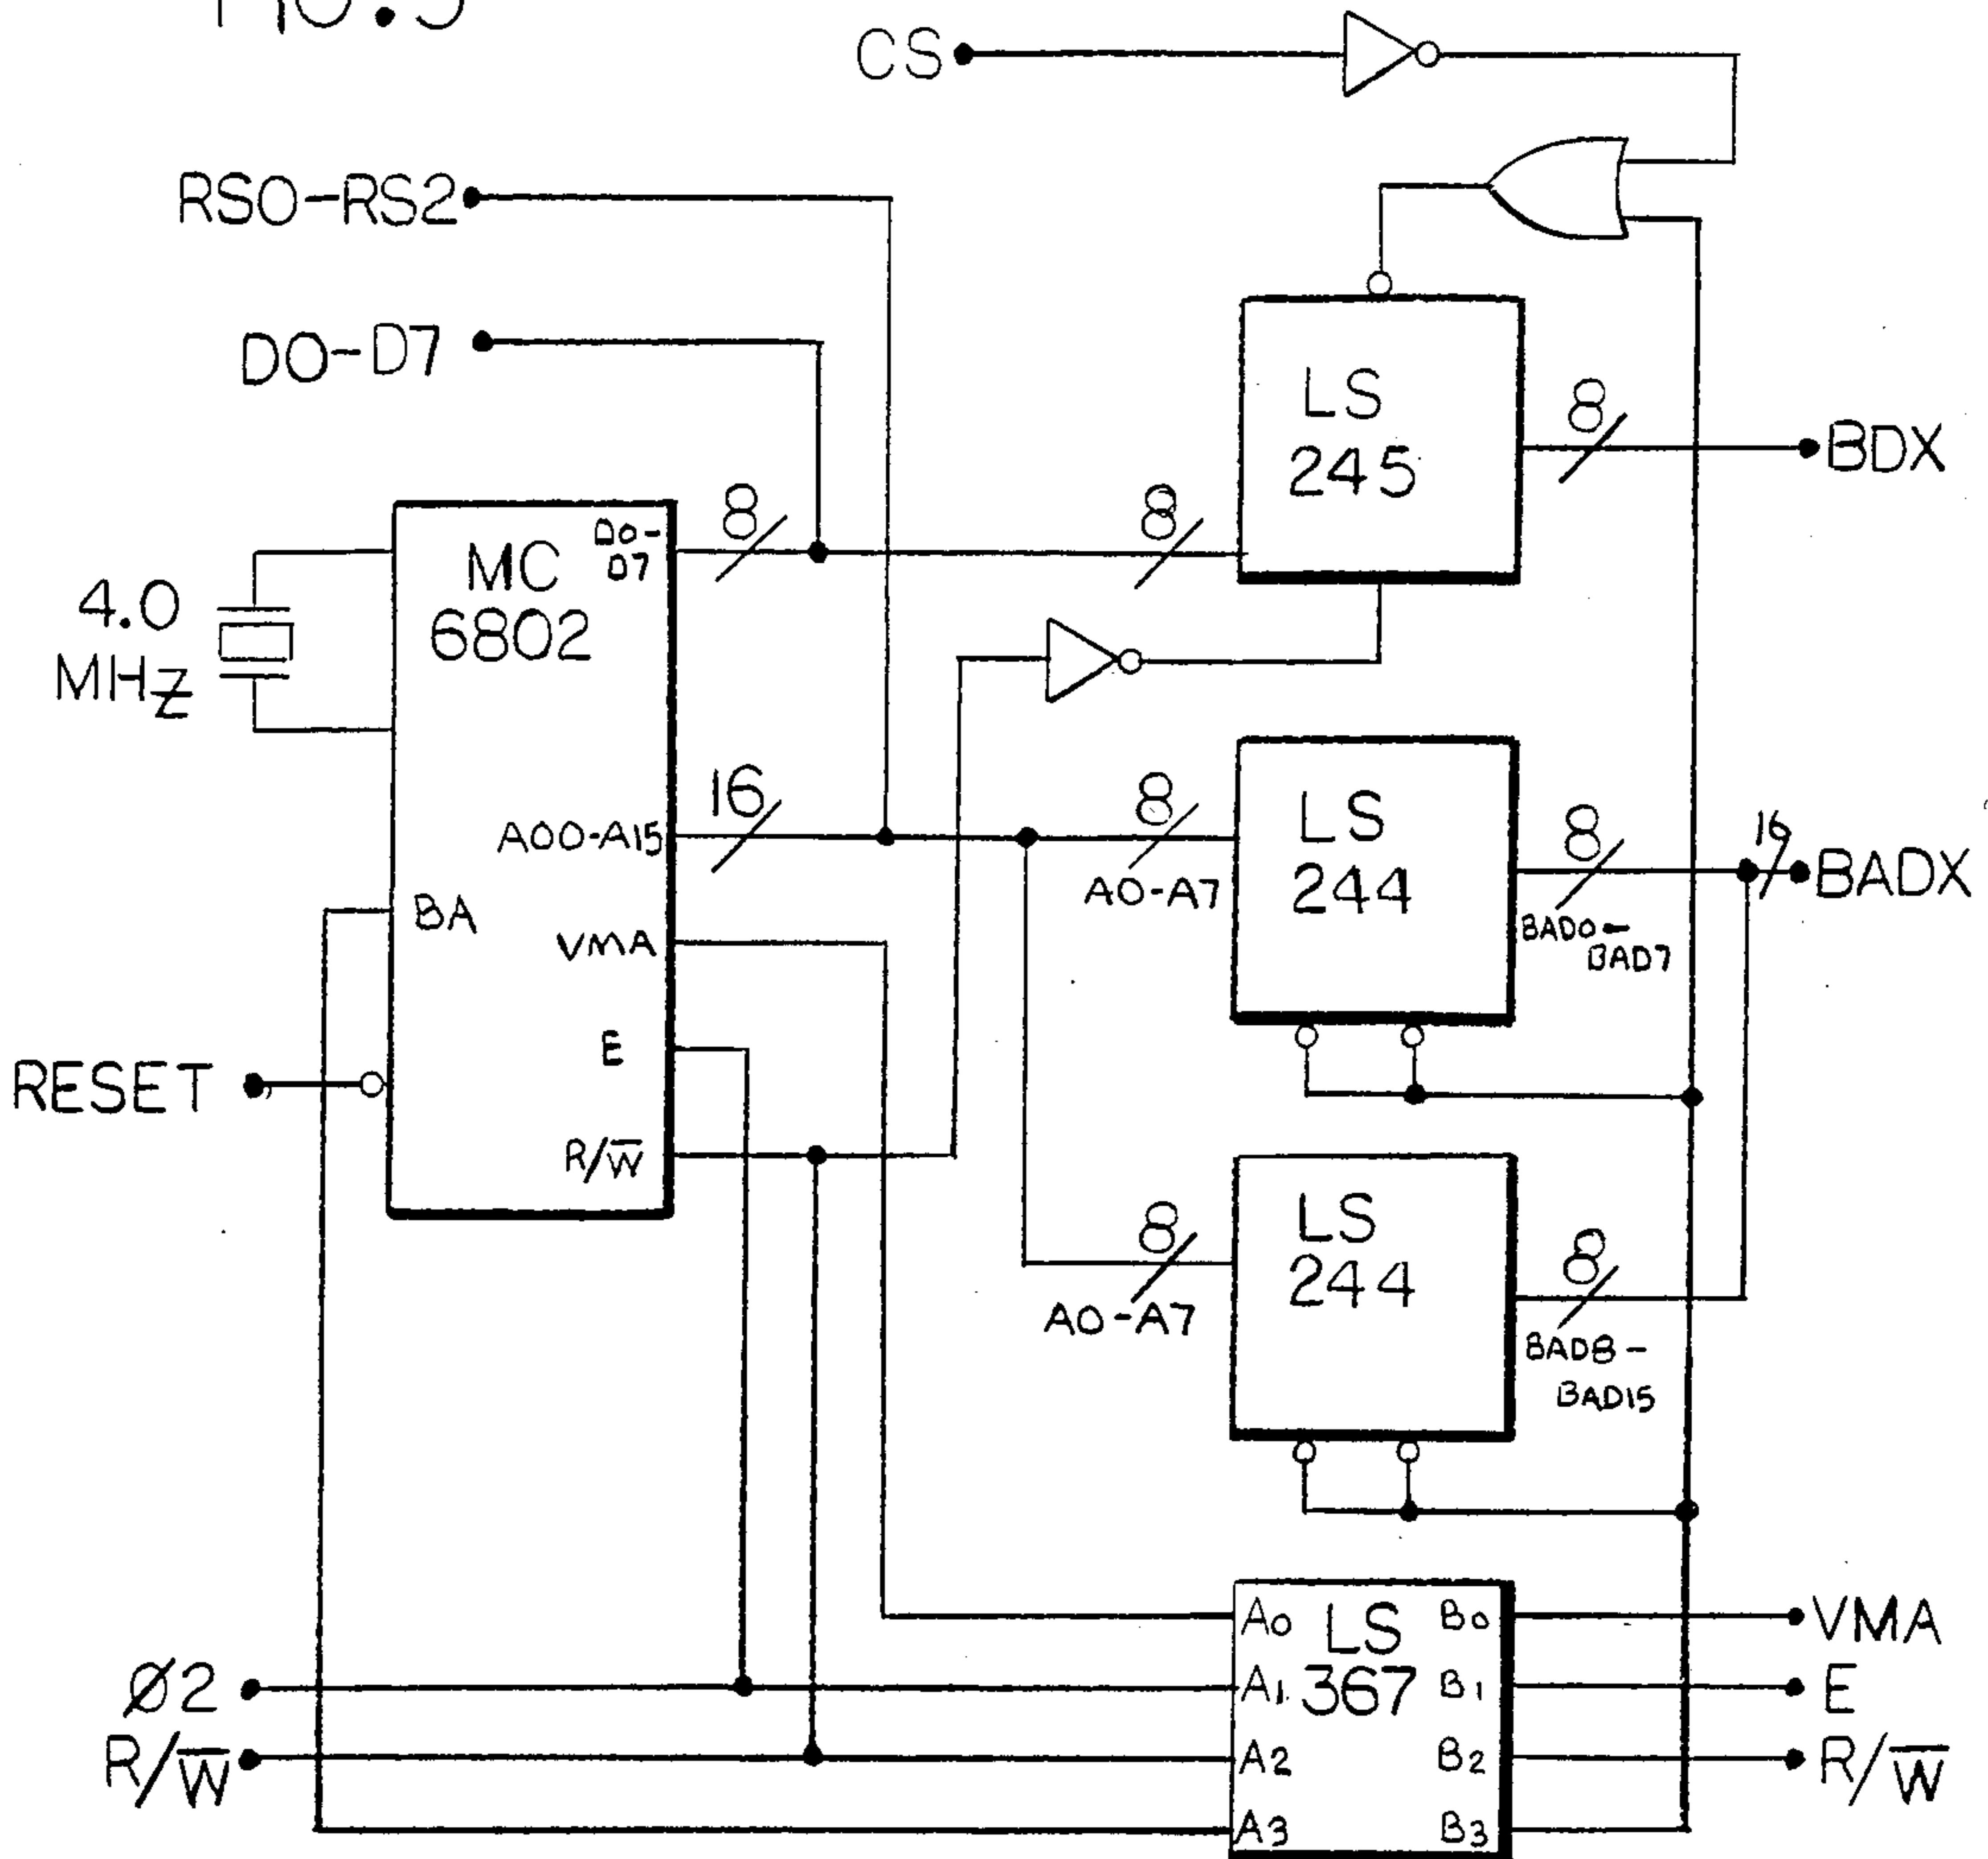 FIG.5
CS
RS0-RS2
D0-D7
LS
245
8
BDX
8
8
MC
6802
D0-
D7
4.0
MHz
16
A00-A15
8
A0-A7
LS
244
8
BAD0-
BAD7
16
BADX
BA
VMA
E
RESET
R/W̅
8
A0-A7
LS
244
8
BAD8-
BAD15
A0 LS B0
VMA
Ø2
A1 367 B1
E
R/W̅
A2 B2
R/W̅
A3 B3